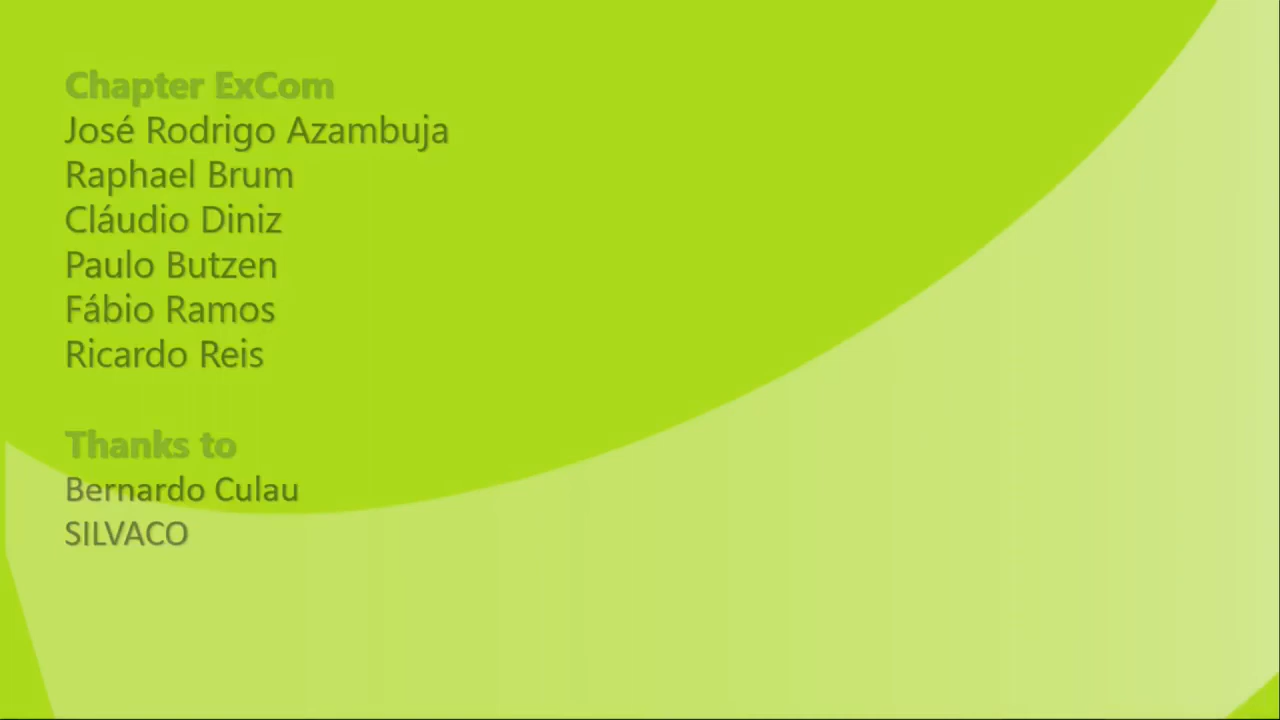 Chapter ExCom
José Rodrigo Azambuja
Raphael Brum
Cláudio Diniz
Paulo Butzen
Fábio Ramos
Ricardo Reis
Thanks to
Bernardo Culau
SILVACO